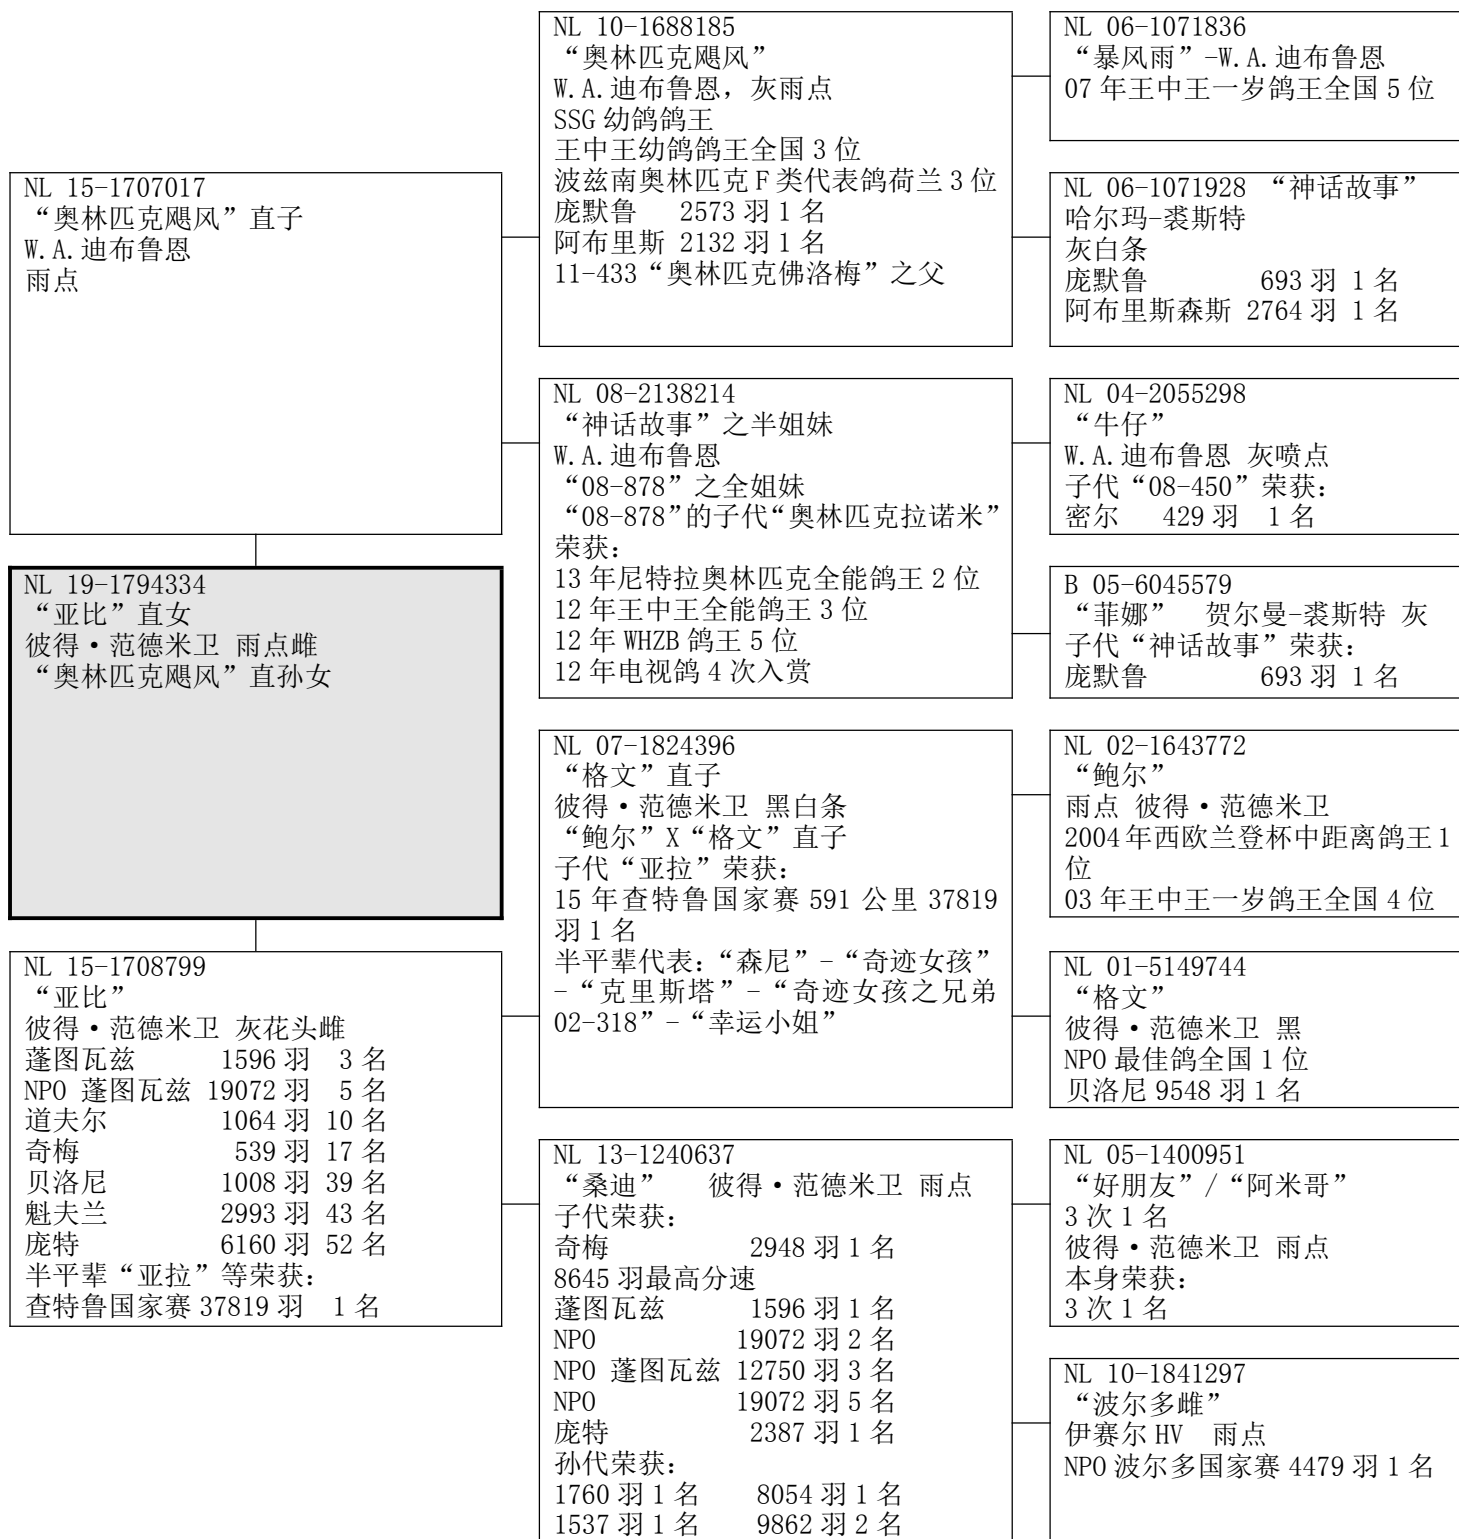 NL 15-1707017
“奥林匹克飓风”直子
W.A.迪布鲁恩
雨点
NL 19-1794334
“亚比”直女
彼得·范德米卫 雨点雌
“奥林匹克飓风”直孙女
NL 15-1708799
“亚比”
彼得·范德米卫 灰花头雌
蓬图瓦兹 1596 羽 3 名
NPO 蓬图瓦兹 19072 羽 5 名
道夫尔 1064 羽 10 名
奇梅 539 羽 17 名
贝洛尼 1008 羽 39 名
魁夫兰 2993 羽 43 名
庞特 6160 羽 52 名
半平辈“亚拉”等荣获：
查特鲁国家赛 37819 羽 1 名
NL 10-1688185
“奥林匹克飓风”
W.A.迪布鲁恩，灰雨点
SSG 幼鸽鸽王
王中王幼鸽鸽王全国 3 位
波兹南奥林匹克 F 类代表鸽荷兰 3 位
庞默鲁 2573 羽 1 名
阿布里斯 2132 羽 1 名
11-433“奥林匹克佛洛梅”之父
NL 08-2138214
“神话故事”之半姐妹
W.A.迪布鲁恩
“08-878”之全姐妹
“08-878”的子代“奥林匹克拉诺米”
荣获：
13 年尼特拉奥林匹克全能鸽王 2 位
12 年王中王全能鸽王 3 位
12 年 WHZB 鸽王 5 位
12 年电视鸽 4 次入赏
NL 07-1824396
“格文”直子
彼得·范德米卫 黑白条
“鲍尔”X“格文”直子
子代“亚拉”荣获：
15 年查特鲁国家赛 591 公里 37819
羽 1 名
半平辈代表：“森尼”-“奇迹女孩”
-“克里斯塔”-“奇迹女孩之兄弟
02-318”-“幸运小姐”
NL 13-1240637
“桑迪” 彼得·范德米卫 雨点
子代荣获：
奇梅 2948 羽 1 名
8645 羽最高分速
蓬图瓦兹 1596 羽 1 名
NPO 19072 羽 2 名
NPO 蓬图瓦兹 12750 羽 3 名
NPO 19072 羽 5 名
庞特 2387 羽 1 名
孙代荣获：
1760 羽 1 名 8054 羽 1 名
1537 羽 1 名 9862 羽 2 名
NL 06-1071836
“暴风雨”-W.A.迪布鲁恩
07 年王中王一岁鸽王全国 5 位
NL 06-1071928 “神话故事”
哈尔玛-裘斯特
灰白条
庞默鲁 693 羽 1 名
阿布里斯森斯 2764 羽 1 名
NL 04-2055298
“牛仔”
W.A.迪布鲁恩 灰喷点
子代“08-450”荣获：
密尔 429 羽 1 名
B 05-6045579
“菲娜” 贺尔曼-裘斯特 灰
子代“神话故事”荣获：
庞默鲁 693 羽 1 名
NL 02-1643772
“鲍尔”
雨点 彼得·范德米卫
2004 年西欧兰登杯中距离鸽王 1
位
03 年王中王一岁鸽王全国 4 位
NL 01-5149744
“格文”
彼得·范德米卫 黑
NPO 最佳鸽全国 1 位
贝洛尼 9548 羽 1 名
NL 05-1400951
“好朋友”/“阿米哥”
3 次 1 名
彼得·范德米卫 雨点
本身荣获：
3 次 1 名
NL 10-1841297
“波尔多雌”
伊赛尔 HV 雨点
NPO 波尔多国家赛 4479 羽 1 名